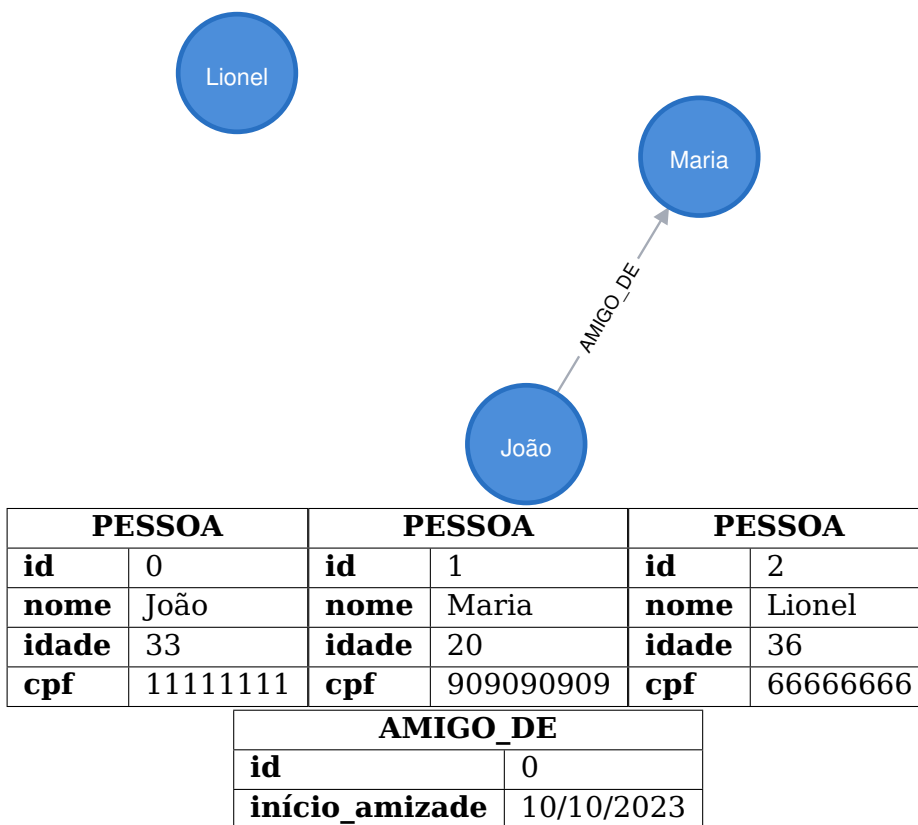 Lionel
Maria
AMIGO_DE
João
PESSOA PESSOA PESSOA
id 0 id 1 id 2
nome João nome Maria nome Lionel
idade 33 idade 20 idade 36
cpf 11111111 cpf 909090909 cpf 66666666
AMIGO_DE
id 0
início_amizade 10/10/2023